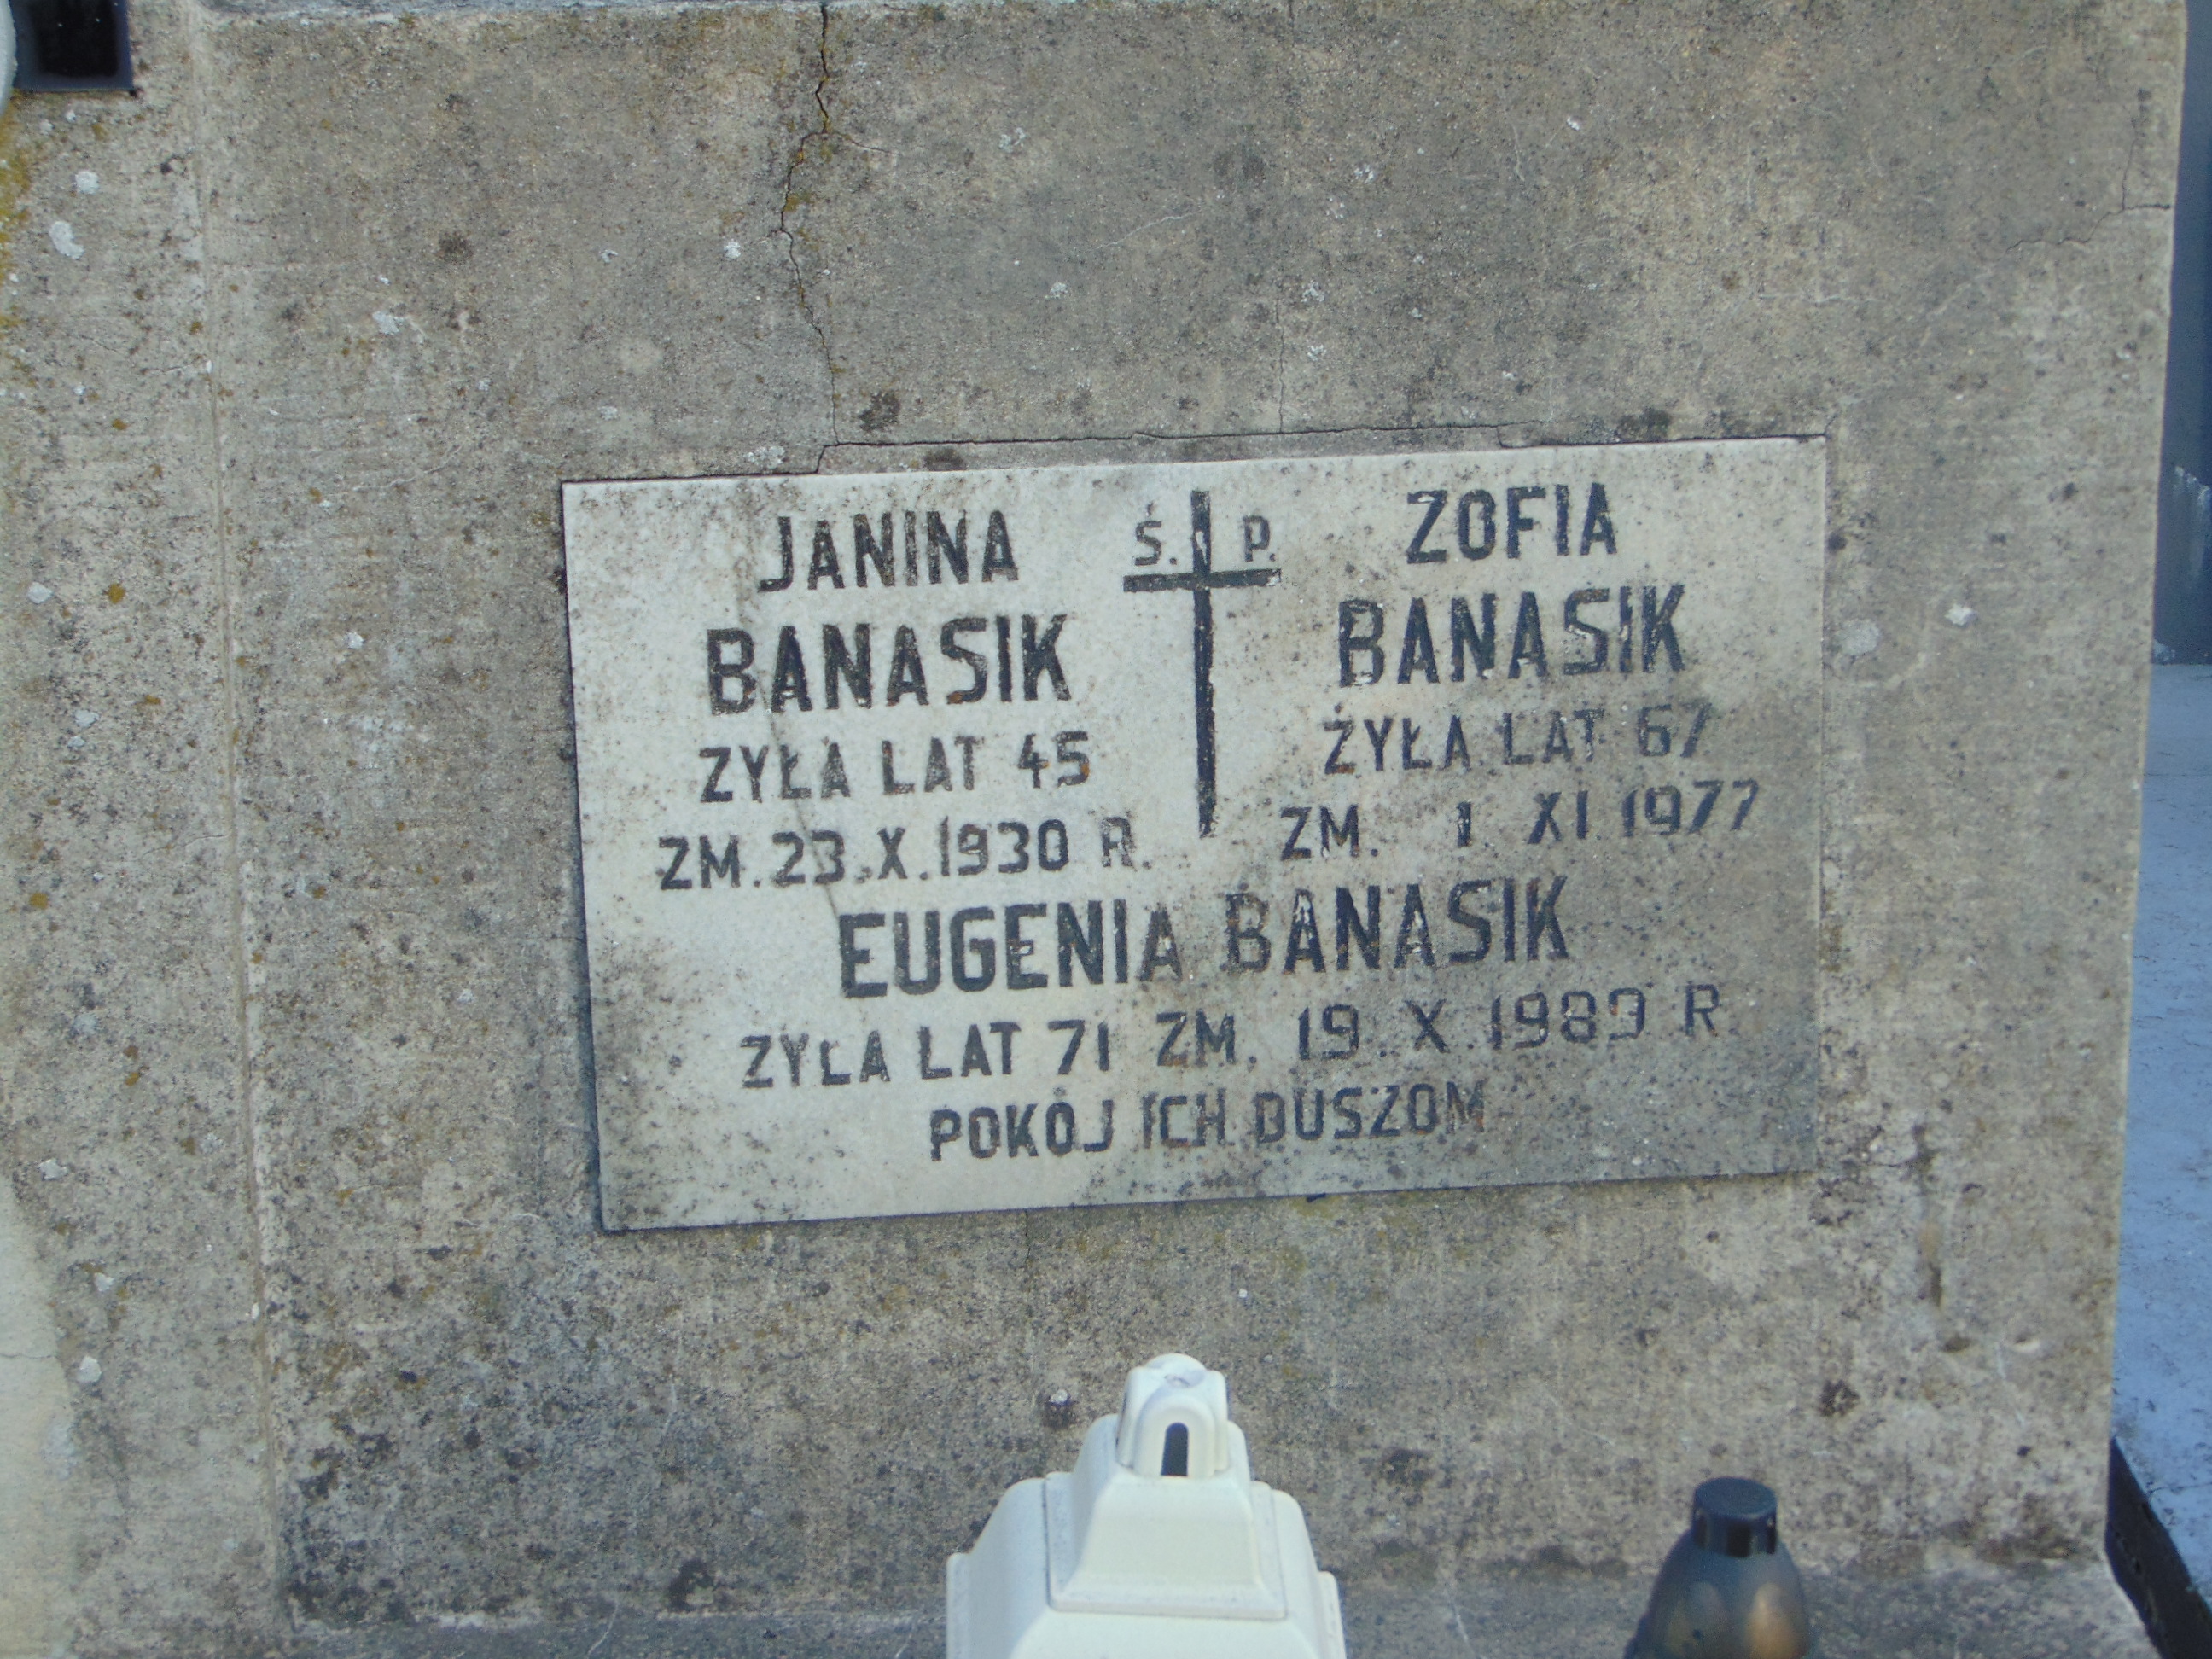 Ś. P.
JANINA
BANASIK
ŻYŁA LAT 45
ZM. 23.X.1930 R.
ZOFIA
BANASIK
ŻYŁA LAT 67
ZM. 1 XI 1977
EUGENIA BANASIK
ŻYŁA LAT 71 ZM. 19. X.1989 R.
POKÓJ ICH DUSZOM